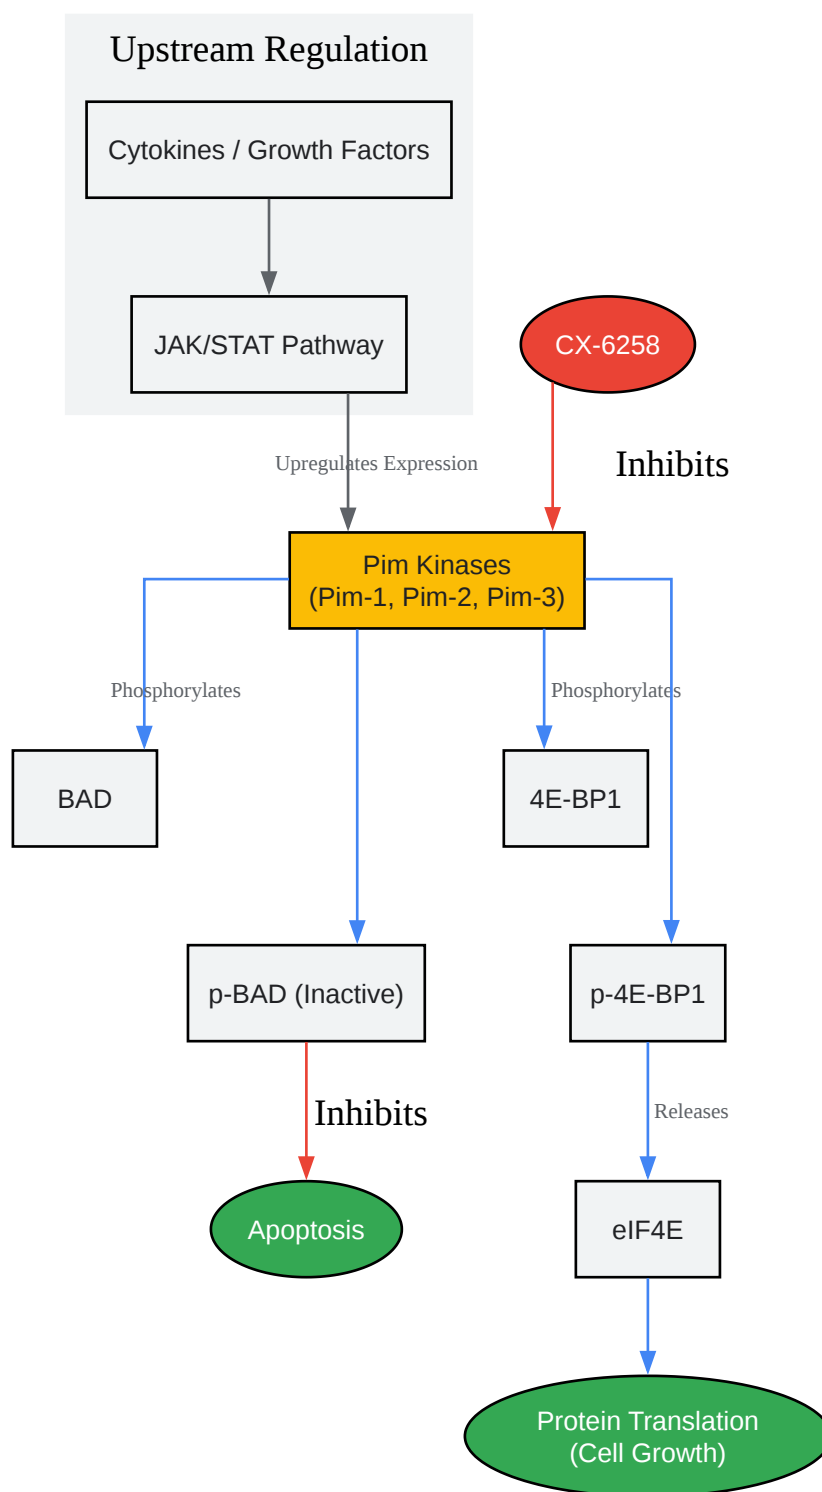 Upstream Regulation
Cytokines / Growth Factors
JAK/STAT Pathway
CX-6258
Upregulates Expression
Inhibits
Pim Kinases
(Pim-1, Pim-2, Pim-3)
Phosphorylates
Phosphorylates
BAD
4E-BP1
p-BAD (Inactive)
p-4E-BP1
Inhibits
Releases
Apoptosis
eIF4E
Protein Translation
(Cell Growth)